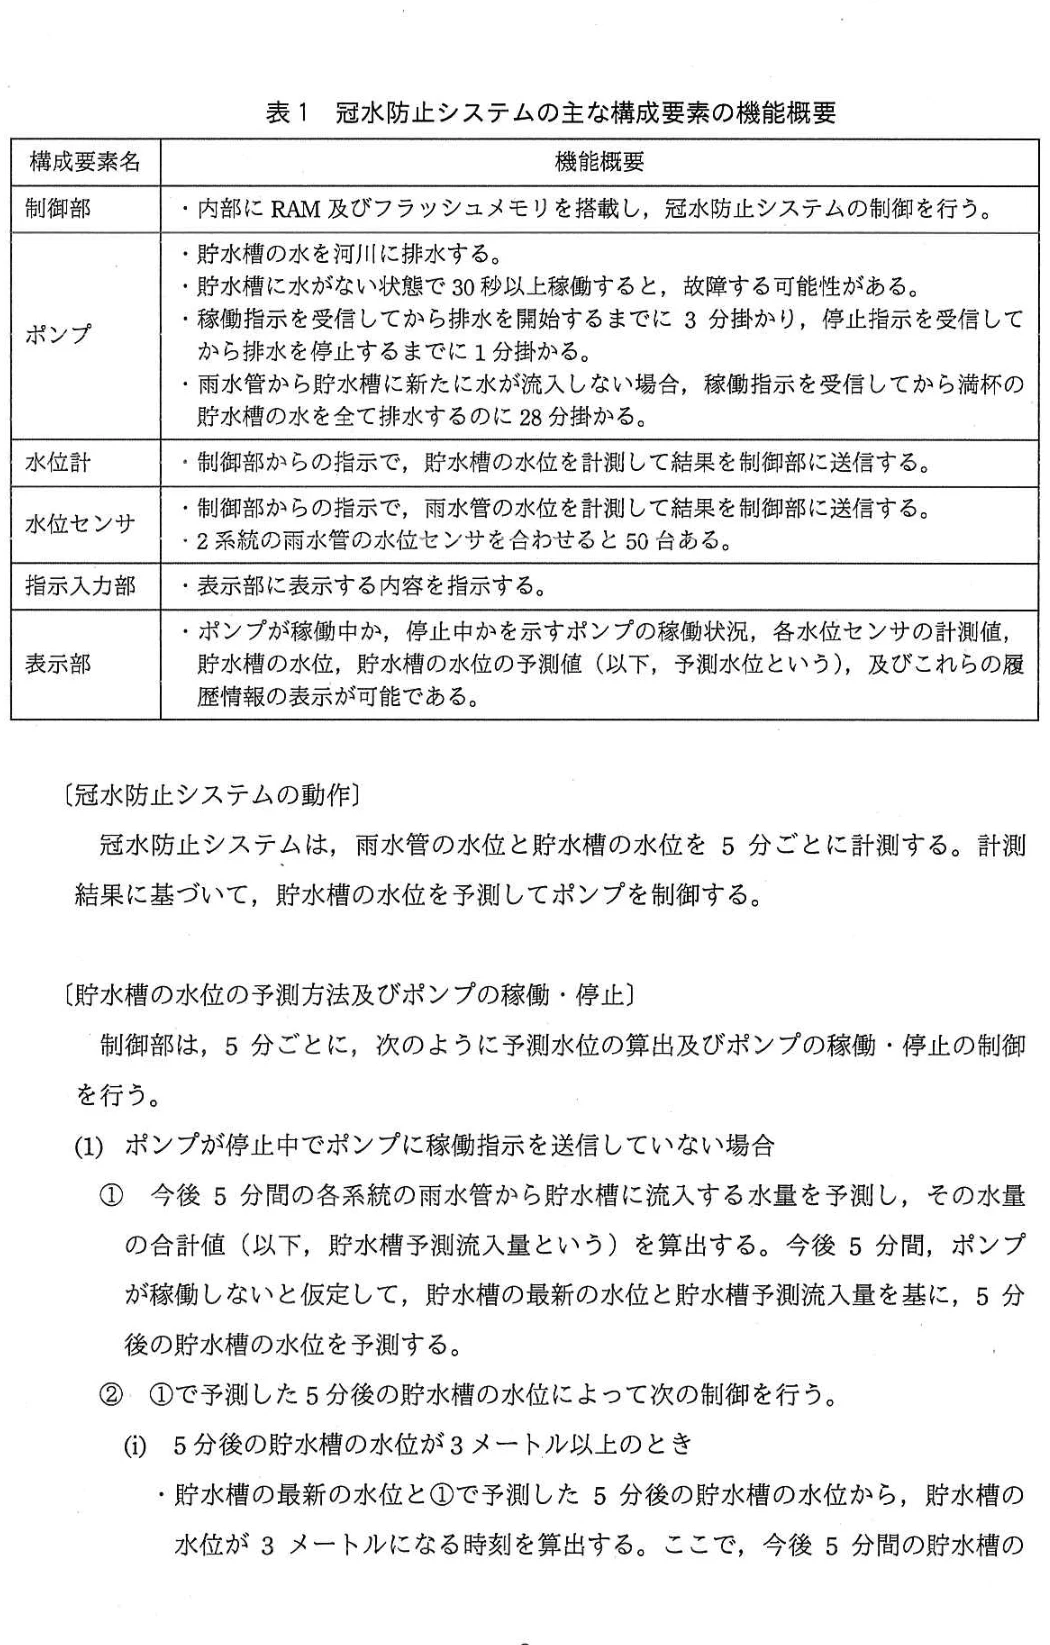 表1 冠水防止システムの主な構成要素の機能概要
構成要素名 機能概要
制御部 ・内部に RAM 及びフラッシュメモリを搭載し，冠水防止システムの制御を行う。
ポンプ
・貯水槽の水を河川に排水する。
・貯水槽に水がない状態で 30 秒以上稼働すると，故障する可能性がある。
・稼働指示を受信してから排水を開始するまでに 3 分掛かり，停止指示を受信して
から排水を停止するまでに 1 分掛かる。
・雨水管から貯水槽に新たに水が流入しない場合，稼働指示を受信してから満杯の
貯水槽の水を全て排水するのに 28 分掛かる。
水位計 ・制御部からの指示で，貯水槽の水位を計測して結果を制御部に送信する。
水位センサ
・制御部からの指示で，雨水管の水位を計測して結果を制御部に送信する。
・2 系統の雨水管の水位センサを合わせると 50 台ある。
指示入力部 ・表示部に表示する内容を指示する。
表示部
・ポンプが稼働中か，停止中かを示すポンプの稼働状況，各水位センサの計測値，
貯水槽の水位，貯水槽の水位の予測値（以下，予測水位という），及びこれらの履
歴情報の表示が可能である。
〔冠水防止システムの動作〕
冠水防止システムは，雨水管の水位と貯水槽の水位を 5 分ごとに計測する。計測
結果に基づいて，貯水槽の水位を予測してポンプを制御する。
〔貯水槽の水位の予測方法及びポンプの稼働・停止〕
制御部は，5 分ごとに，次のように予測水位の算出及びポンプの稼働・停止の制御
を行う。
(1) ポンプが停止中でポンプに稼働指示を送信していない場合
① 今後 5 分間の各系統の雨水管から貯水槽に流入する水量を予測し，その水量
の合計値（以下，貯水槽予測流入量という）を算出する。今後 5 分間，ポンプ
が稼働しないと仮定して，貯水槽の最新の水位と貯水槽予測流入量を基に，5 分
後の貯水槽の水位を予測する。
② ①で予測した 5 分後の貯水槽の水位によって次の制御を行う。
(i) 5 分後の貯水槽の水位が 3 メートル以上のとき
・貯水槽の最新の水位と①で予測した 5 分後の貯水槽の水位から，貯水槽の
水位が 3 メートルになる時刻を算出する。ここで，今後 5 分間の貯水槽の